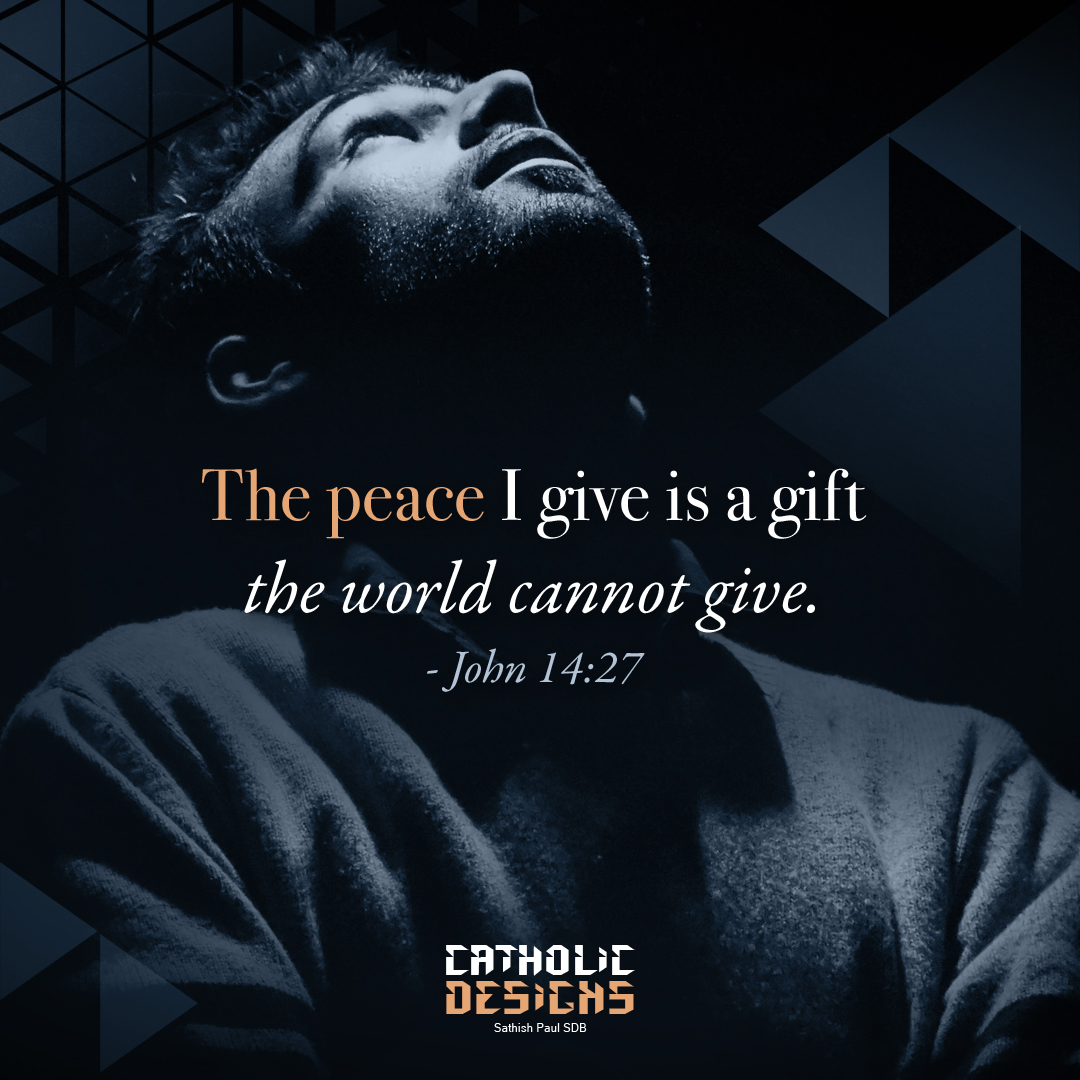 The peace I give is a gift
the world cannot give.
- John 14:27
CATHOLIC
DESIGNS
Sathish Paul SDB